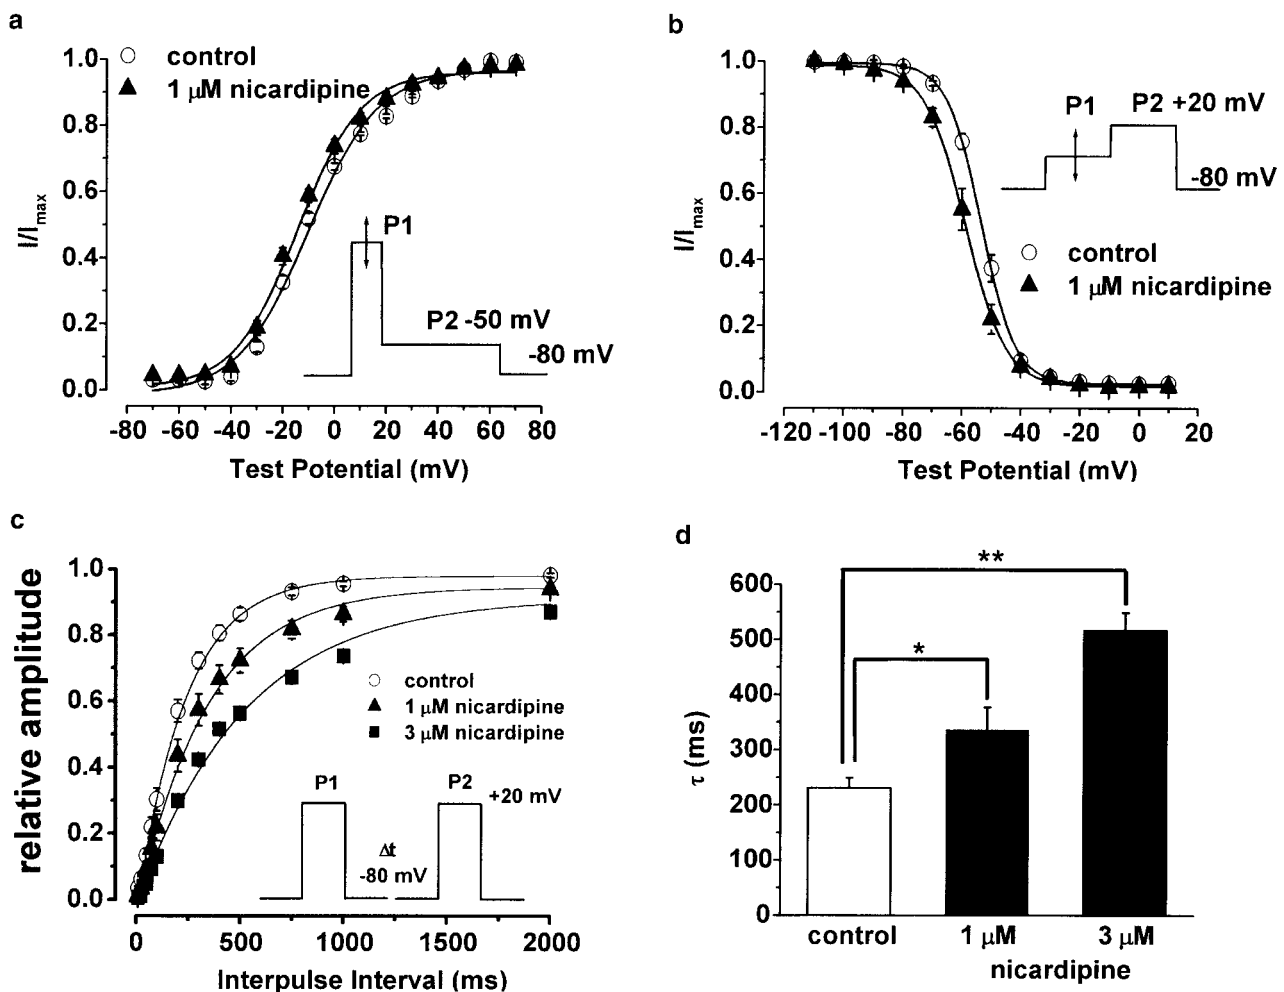 a
control
1 μM nicardipine
1.0
0.8
0.6
0.4
0.2
0.0
I/Imax
P1
P2 -50 mV
-80 mV
-80 -60 -40 -20 0 20 40 60 80
Test Potential (mV)
b
1.0
0.8
0.6
0.4
0.2
0.0
I/Imax
P1
P2 +20 mV
-80 mV
control
1 μM nicardipine
-120 -100 -80 -60 -40 -20 0 20
Test Potential (mV)
c
1.0
0.8
0.6
0.4
0.2
0.0
relative amplitude
control
1 μM nicardipine
3 μM nicardipine
P1
P2
+20 mV
Δt
-80 mV
0 500 1000 1500 2000
Interpulse Interval (ms)
d
**
*
600
500
400
300
200
100
0
τ (ms)
control 1 μM 3 μM
nicardipine